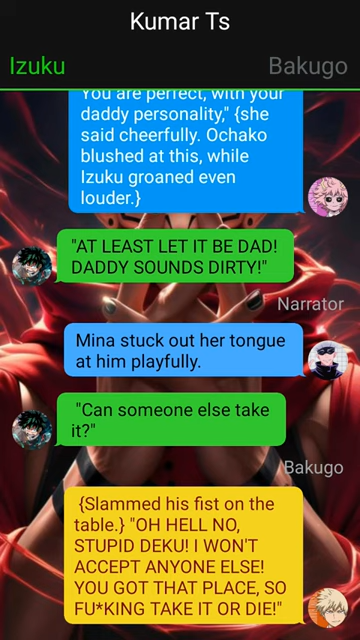 Kumar Ts
Izuku
Bakugo
You are perfect, with your
daddy personality," {she
said cheerfully. Ochako
blushed at this, while
Izuku groaned even
louder.}
"AT LEAST LET IT BE DAD!
DADDY SOUNDS DIRTY!"
Narrator
Mina stuck out her tongue
at him playfully.
"Can someone else take
it?"
Bakugo
{Slammed his fist on the
table.} "OH HELL NO,
STUPID DEKU! I WON'T
ACCEPT ANYONE ELSE!
YOU GOT THAT PLACE, SO
FU*KING TAKE IT OR DIE!"